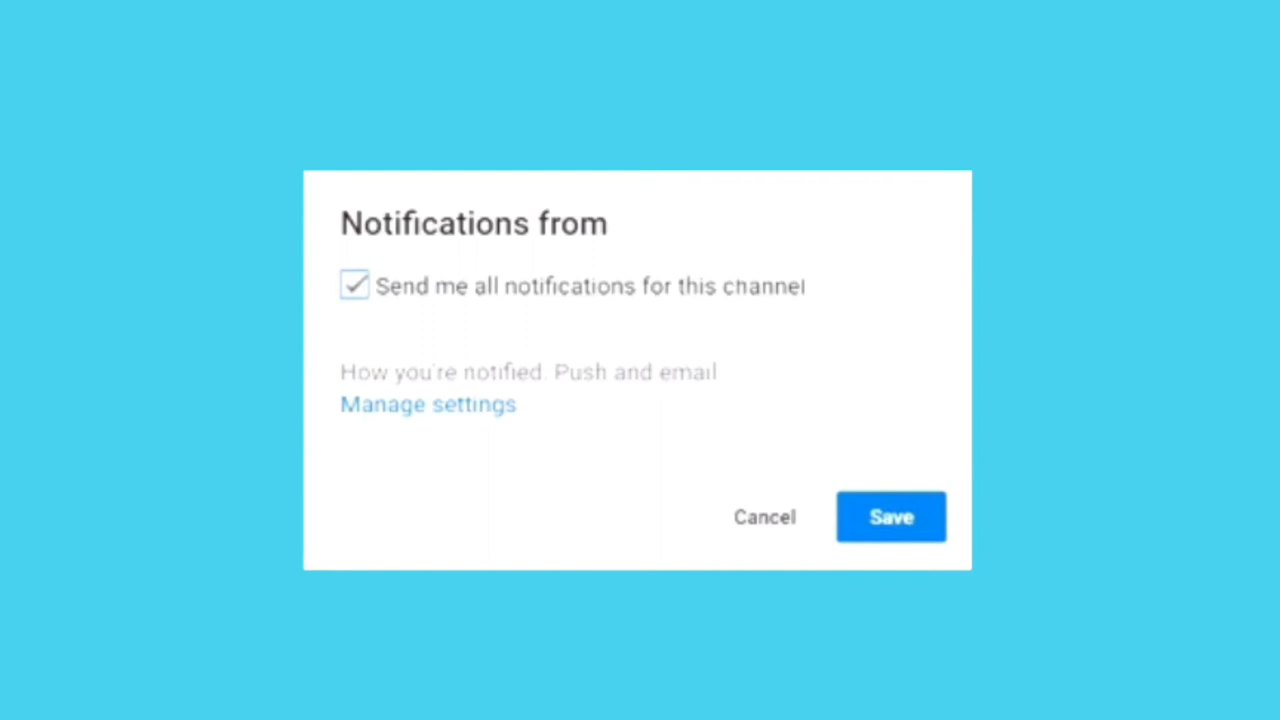 Notifications from
Send me all notifications for this channel
How you're notified. Push and email
Manage settings
Cancel
Save